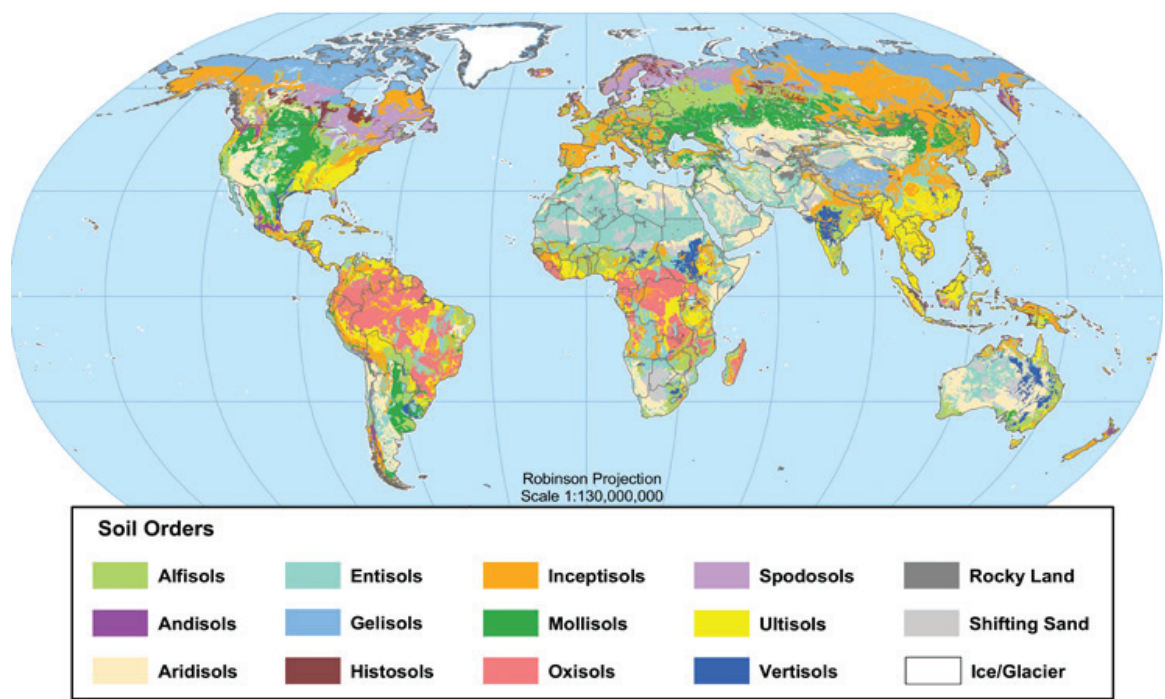 Robinson Projection
Scale 1:130,000,000
Soil Orders
Alfisols
Entisols
Inceptisols
Spodosols
Rocky Land
Andisols
Gelisols
Mollisols
Ultisols
Shifting Sand
Aridisols
Histosols
Oxisols
Vertisols
Ice/Glacier